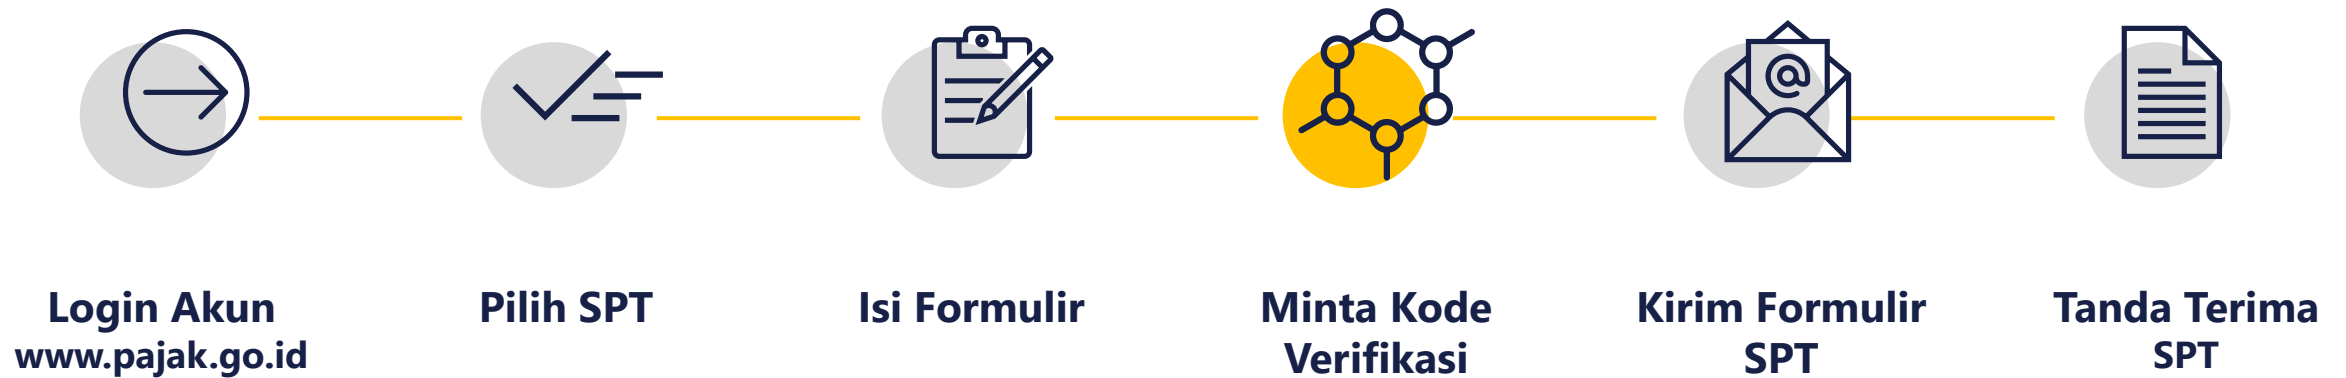 Login Akun
www.pajak.go.id
Pilih SPT
Isi Formulir
Minta Kode
Verifikasi
Kirim Formulir
SPT
Tanda Terima
SPT